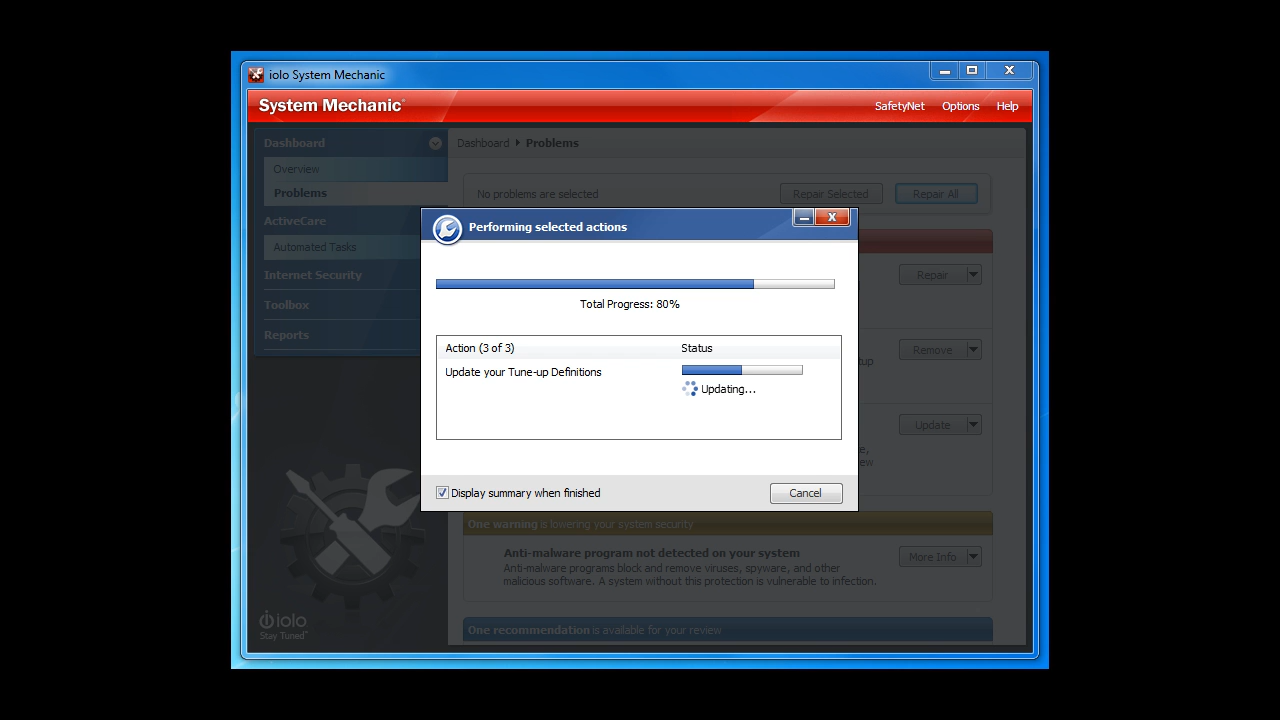 iolo System Mechanic
System Mechanic
SafetyNet Options Help
Dashboard
Overview
Problems
ActiveCare
Automated Tasks
Internet Security
Toolbox
Reports
iolo
Stay Tuned
Dashboard Problems
No problems are selected
Repair Selected
Repair All
Repair
Remove
Update
Performing selected actions
X
Total Progress: 80%
Action (3 of 3) Status
Update your Tune-up Definitions
Updating...
Display summary when finished
Cancel
One warning is lowering your system security
Anti-malware program not detected on your system
Anti-malware programs block and remove viruses, spyware, and other
malicious software. A system without this protection is vulnerable to infection.
More Info
One recommendation is available for your review